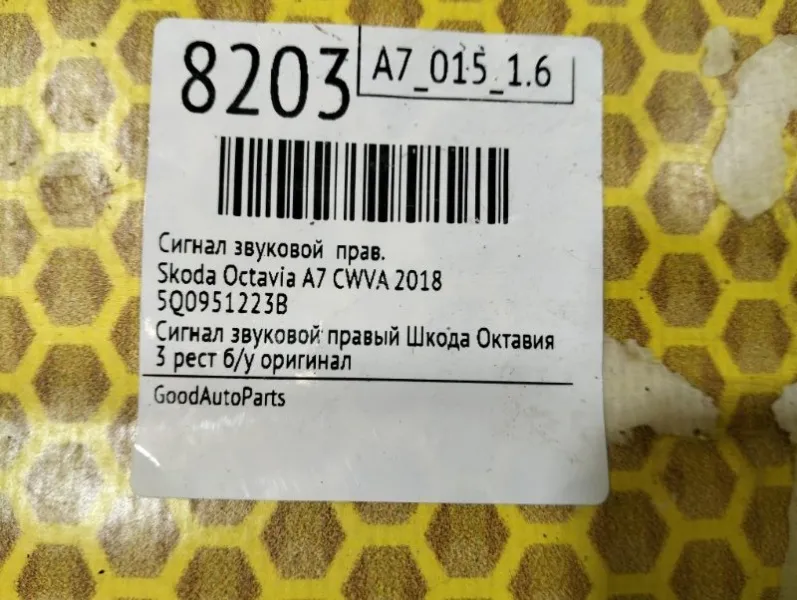 8203
A7_015_1.6
Сигнал звуковой прав.
Skoda Octavia A7 CWVA 2018
5Q0951223B
Сигнал звуковой правый Шкода Октавия
3 рест б/у оригинал
GoodAutoParts